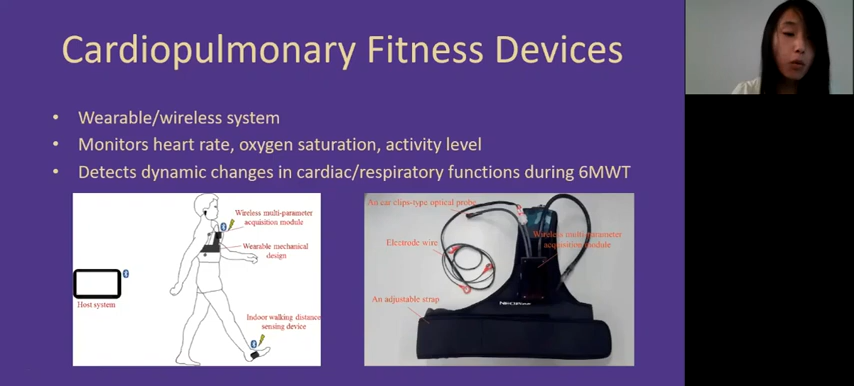 Cardiopulmonary Fitness Devices
• Wearable/wireless system
• Monitors heart rate, oxygen saturation, activity level
• Detects dynamic changes in cardiac/respiratory functions during 6MWT
Wireless multi-parameter
acquisition module
Wearable mechanical
design
Host system
Indoor walking distance
sensing device
An ear clips-type optical probe
Wireless multi-parameter
acquisition module
Electrode wire
An adjustable strap